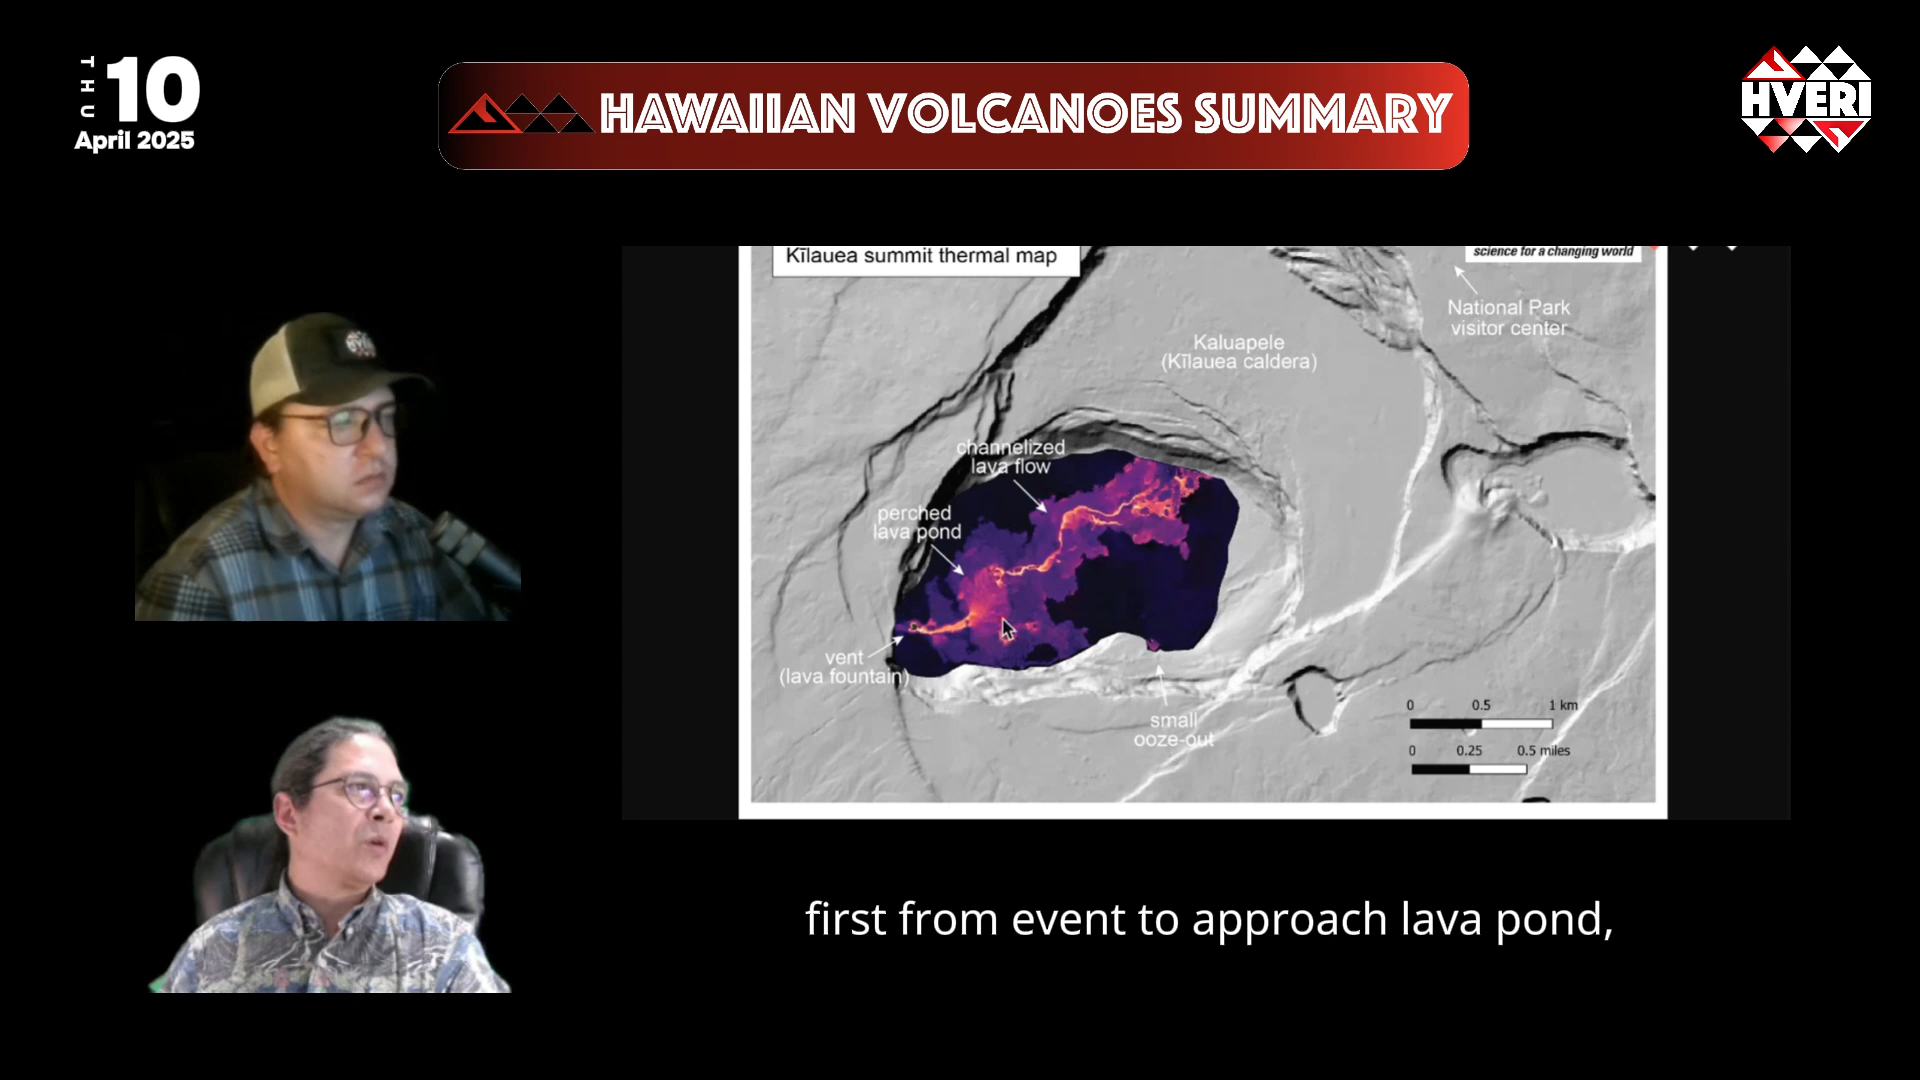 THU
10
April 2025
HAWAIIAN VOLCANOES SUMMARY
HVERI
Kīlauea summit thermal map
science for a changing world
National Park
visitor center
Kaluapele
(Kīlauea caldera)
channelized
lava flow
perched
lava pond
vent
(lava fountain)
small
ooze-out
0 0.5 1 km
0 0.25 0.5 miles
first from event to approach lava pond,